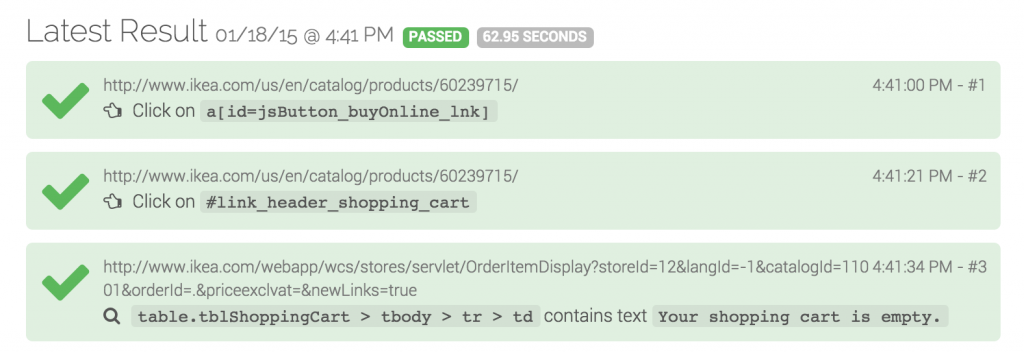 Latest Result 01/18/15 @ 4:41 PM PASSED 62.95 SECONDS
http://www.ikea.com/us/en/catalog/products/60239715/ 4:41:00 PM - #1
Click on a[id=jsButton_buyOnline_lnk]
http://www.ikea.com/us/en/catalog/products/60239715/ 4:41:21 PM - #2
Click on #link_header_shopping_cart
http://www.ikea.com/webapp/wcs/stores/servlet/OrderItemDisplay?storeId=12&langId=-1&catalogId=110 4:41:34 PM - #3
01&orderId=.&priceexclvat=&newLinks=true
table.tblShoppingCart > tbody > tr > td contains text Your shopping cart is empty.